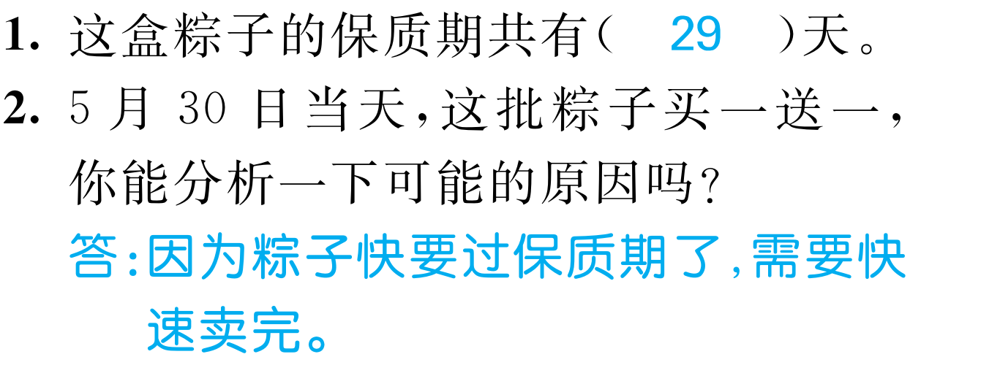 1. 这盒粽子的保质期共有( 29 )天。
2. 5 月 30 日当天,这批粽子买一送一,
你能分析一下可能的原因吗?
答:因为粽子快要过保质期了,需要快
速卖完。